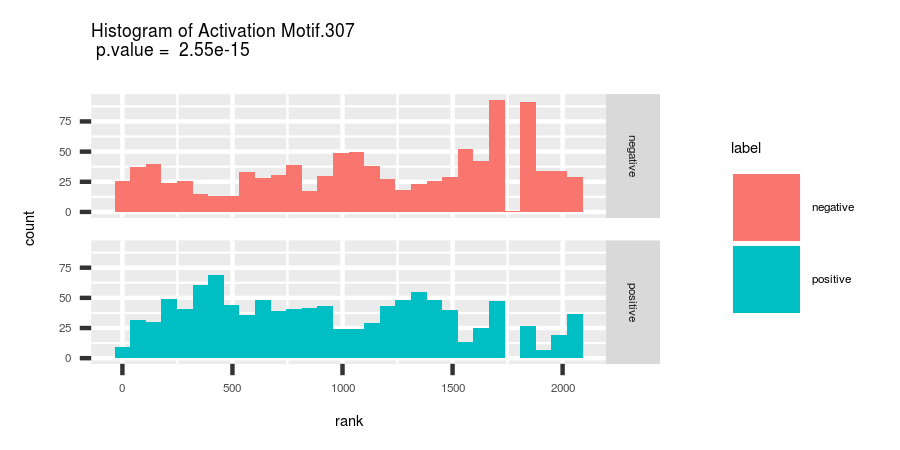 Histogram of Activation Motif.307
p.value = 2.55e-15
75
50
25
0
negative
75
50
25
0
positive
count
0 500 1000 1500 2000
rank
label
negative
positive